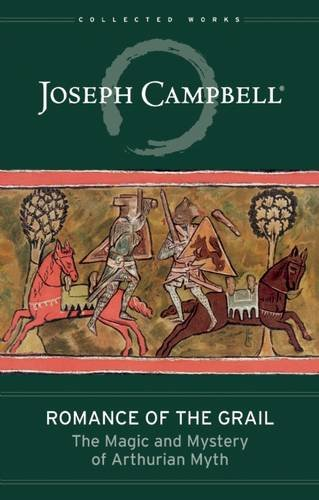 COLLECTED WORKS
JOSEPH CAMPBELL®
ROMANCE OF THE GRAIL
The Magic and Mystery
of Arthurian Myth